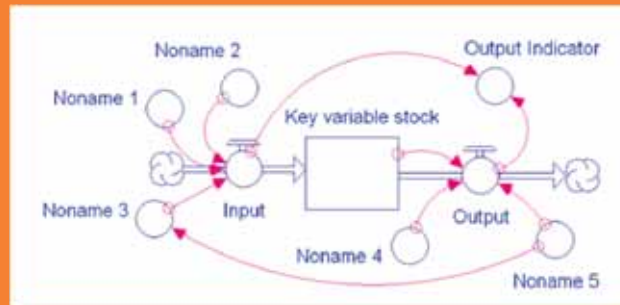 Noname 2
Output Indicator
Noname 1
Key variable stock
Noname 3
Input
Output
Noname 4
Noname 5